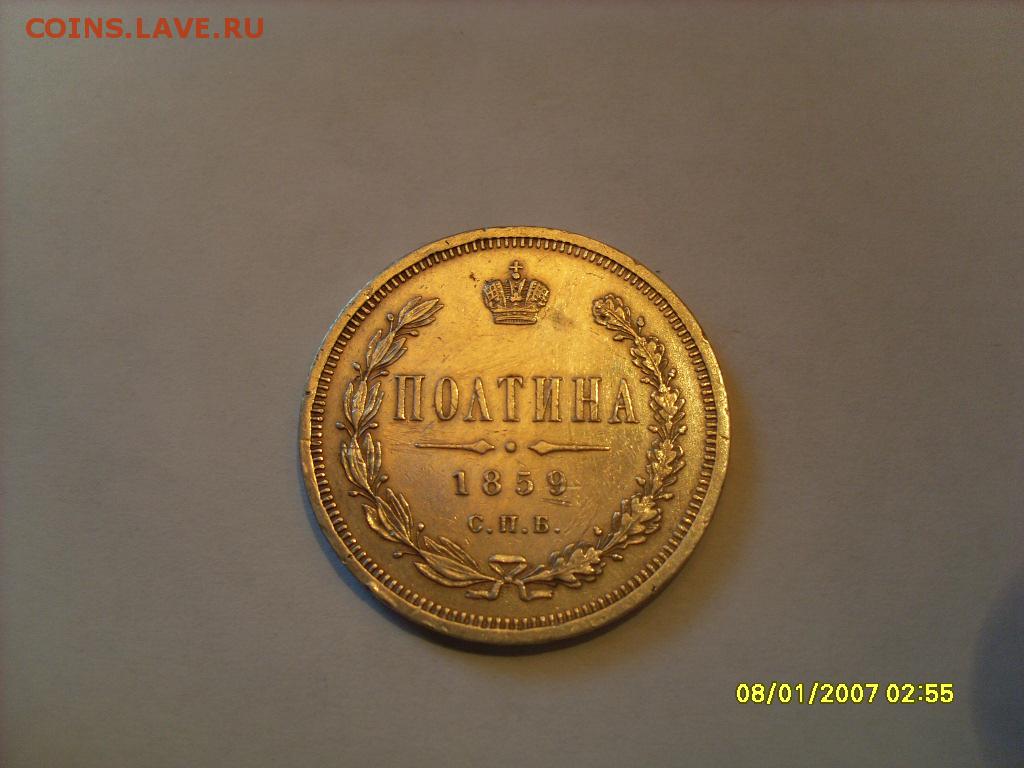 COINS.LAVE.RU
ПОЛТИНА
1859
С.П.Б.
08/01/2007 02:55